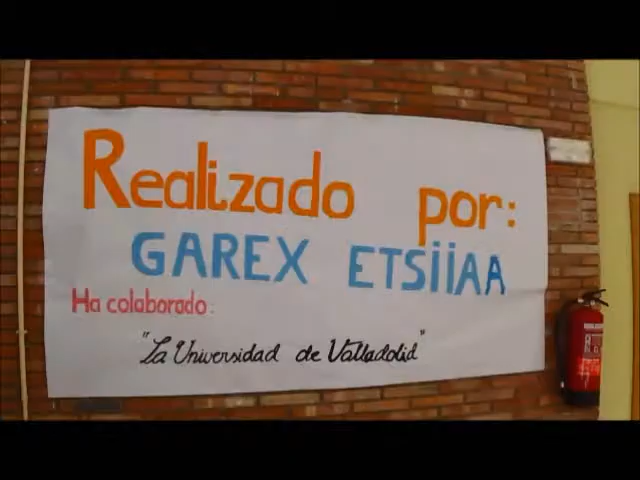 Realizado por:
GAREX ETSIIAA
Ha colaborado:
"La Universidad de Valladolid"